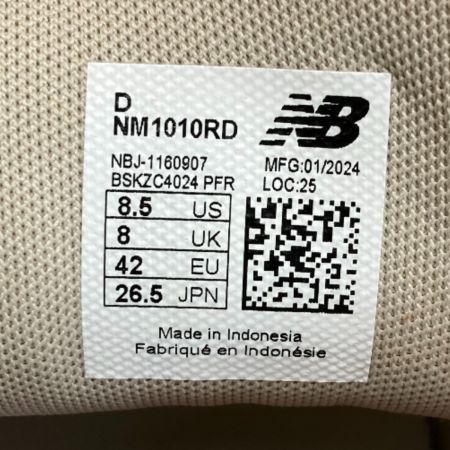 D
NM1010RD
NB
NBJ-1160907
MFG:01/2024
BSKZC4024 PFR
LOC:25
8.5 US
8 UK
42 EU
26.5 JPN
Made in Indonesia
Fabriqué en Indonésie